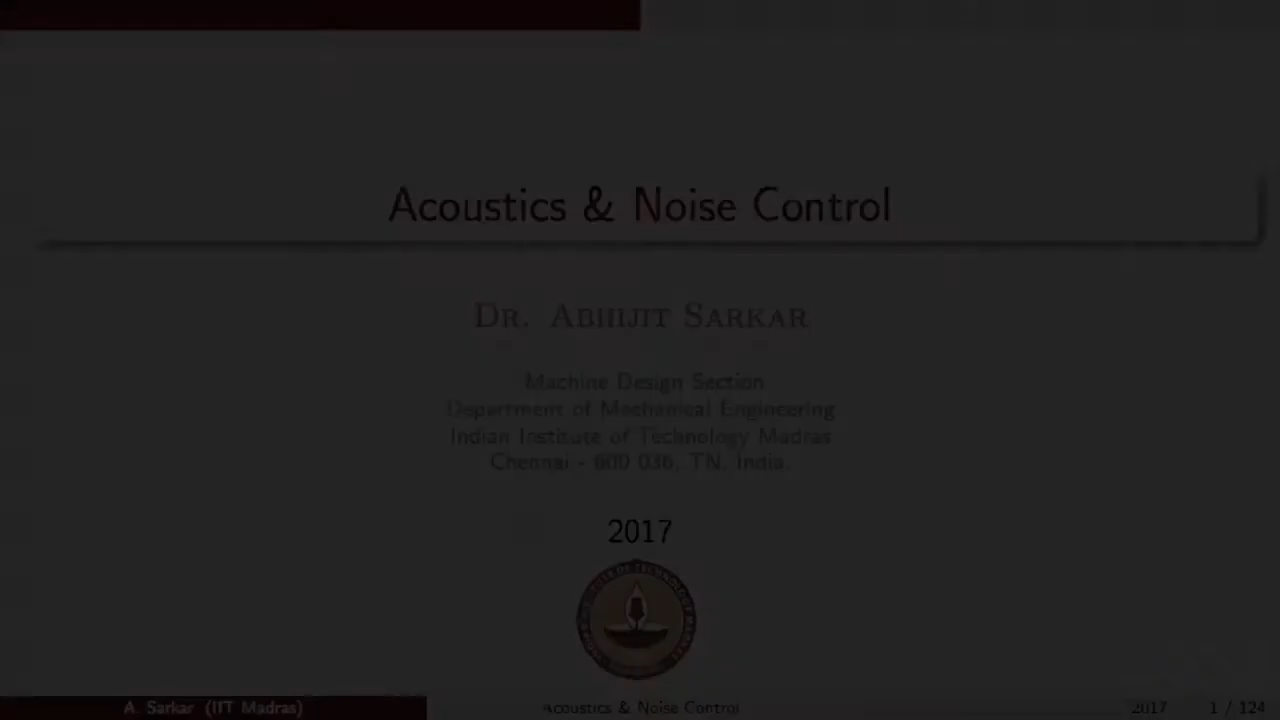 Acoustics & Noise Control
Dr. Abhijit Sarkar
Machine Design Section
Department of Mechanical Engineering
Indian Institute of Technology Madras
Chennai - 600 036, TN, India.
2017
A. Sarkar (IIT Madras)
Acoustics & Noise Control
2017
1 / 124